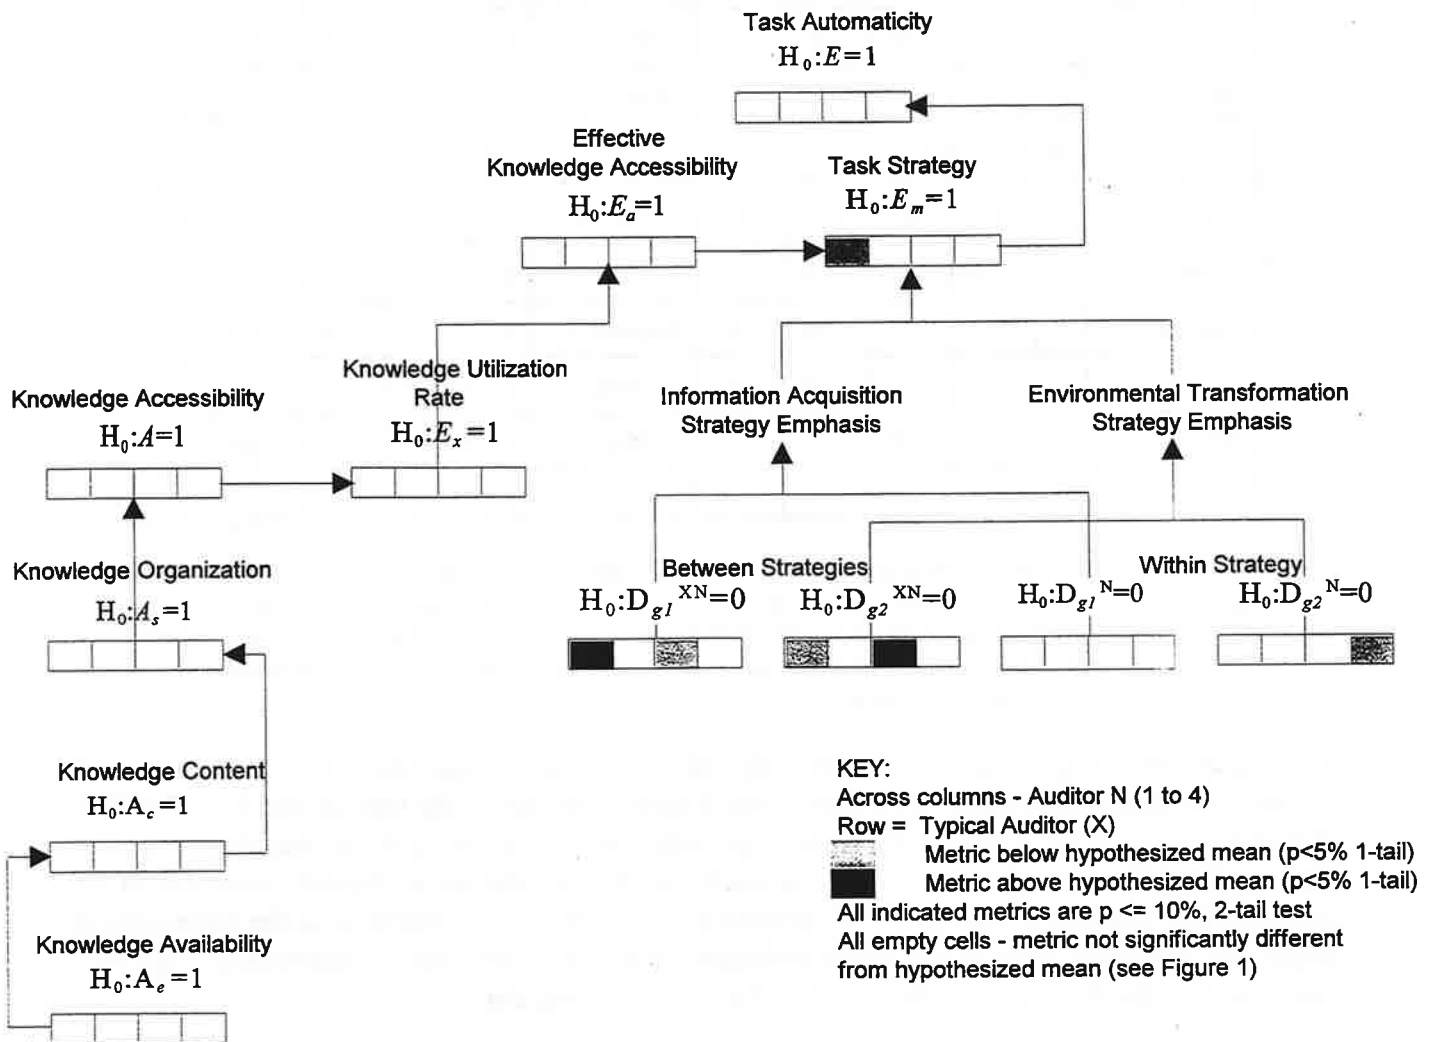 Task Automaticity
H₀:E=1
Effective
Knowledge Accessibility
H₀:Eₐ=1
Task Strategy
H₀:Eₘ=1
Knowledge Utilization
Rate
H₀:Eₓ=1
Knowledge Accessibility
H₀:A=1
Information Acquisition
Strategy Emphasis
Environmental Transformation
Strategy Emphasis
Knowledge Organization
H₀:Aₛ=1
Between Strategies
H₀:D_g1^XN=0
H₀:D_g2^XN=0
Within Strategy
H₀:D_g1^N=0
H₀:D_g2^N=0
Knowledge Content
H₀:A_c=1
Knowledge Availability
H₀:Aₑ=1
KEY:
Across columns - Auditor N (1 to 4)
Row = Typical Auditor (X)
Metric below hypothesized mean (p<5% 1-tail)
Metric above hypothesized mean (p<5% 1-tail)
All indicated metrics are p <= 10%, 2-tail test
All empty cells - metric not significantly different
from hypothesized mean (see Figure 1)